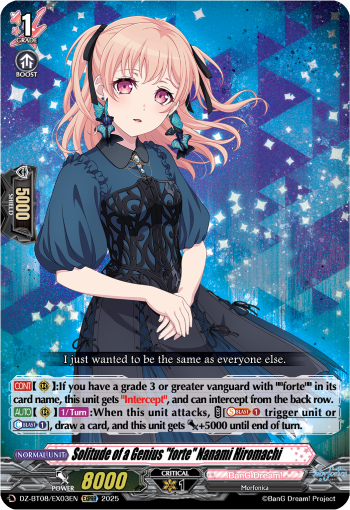 1
GRADE
BOOST
5000
SHIELD
I just wanted to be the same as everyone else.
CONT【RC】:If you have a grade 3 or greater vanguard with ""forte"" in its
card name, this unit gets "Intercept", and can intercept from the back row.
AUTO【RC】1/Turn:When this unit attacks, [SOUL BLAST 1 trigger unit or
COUNTER BLAST 1], draw a card, and this unit gets +5000 until end of turn.
NORMAL UNIT
Solitude of a Genius "forte" Nanami Hiromachi
POWER 8000
CRITICAL
1
BanG Dream!
Morfonica
DZ-BT08/EX03EN 2025
©BanG Dream! Project